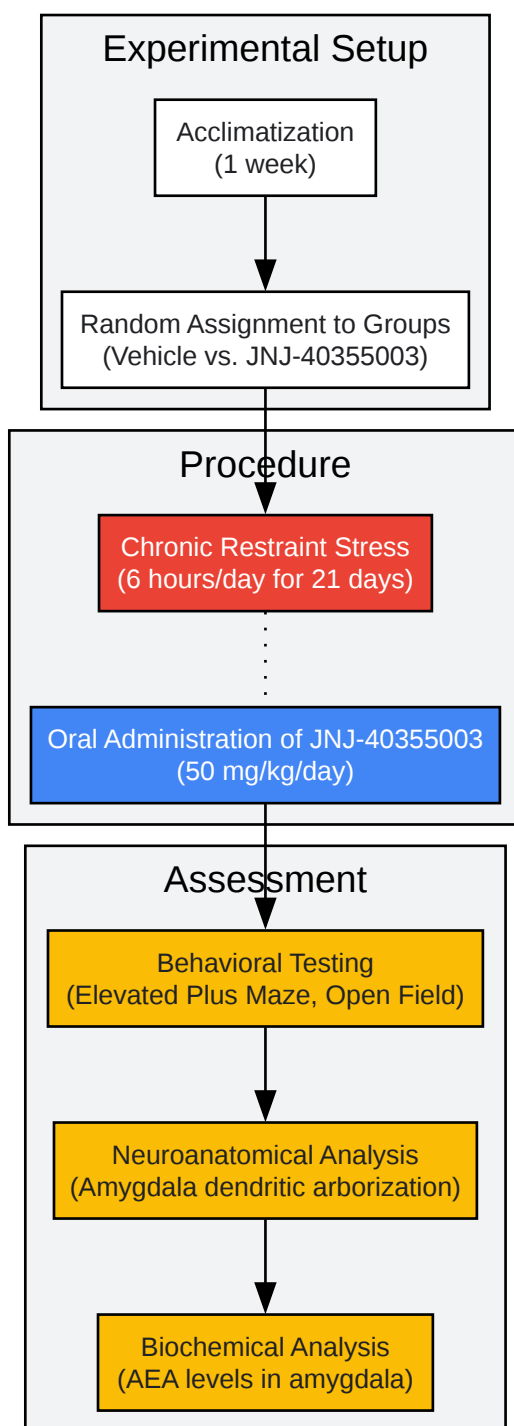 Experimental Setup
Acclimatization
(1 week)
Random Assignment to Groups
(Vehicle vs. JNJ-40355003)
Procedure
Chronic Restraint Stress
(6 hours/day for 21 days)
Oral Administration of JNJ-40355003
(50 mg/kg/day)
Assessment
Behavioral Testing
(Elevated Plus Maze, Open Field)
Neuroanatomical Analysis
(Amygdala dendritic arborization)
Biochemical Analysis
(AEA levels in amygdala)